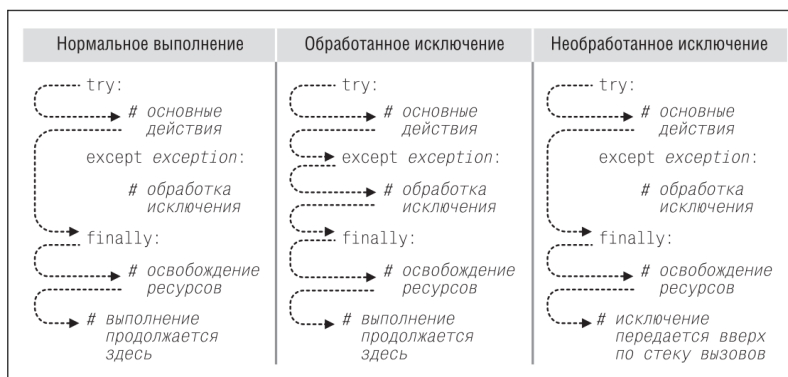 Нормальное выполнение
try:
# основные
действия
except exception:
# обработка
исключения
finally:
# освобождение
ресурсов
# выполнение
продолжается
здесь
Обработанное исключение
try:
# основные
действия
except exception:
# обработка
исключения
finally:
# освобождение
ресурсов
# выполнение
продолжается
здесь
Необработанное исключение
try:
# основные
действия
except exception:
# обработка
исключения
finally:
# освобождение
ресурсов
# исключение
передается вверх
по стеку вызовов